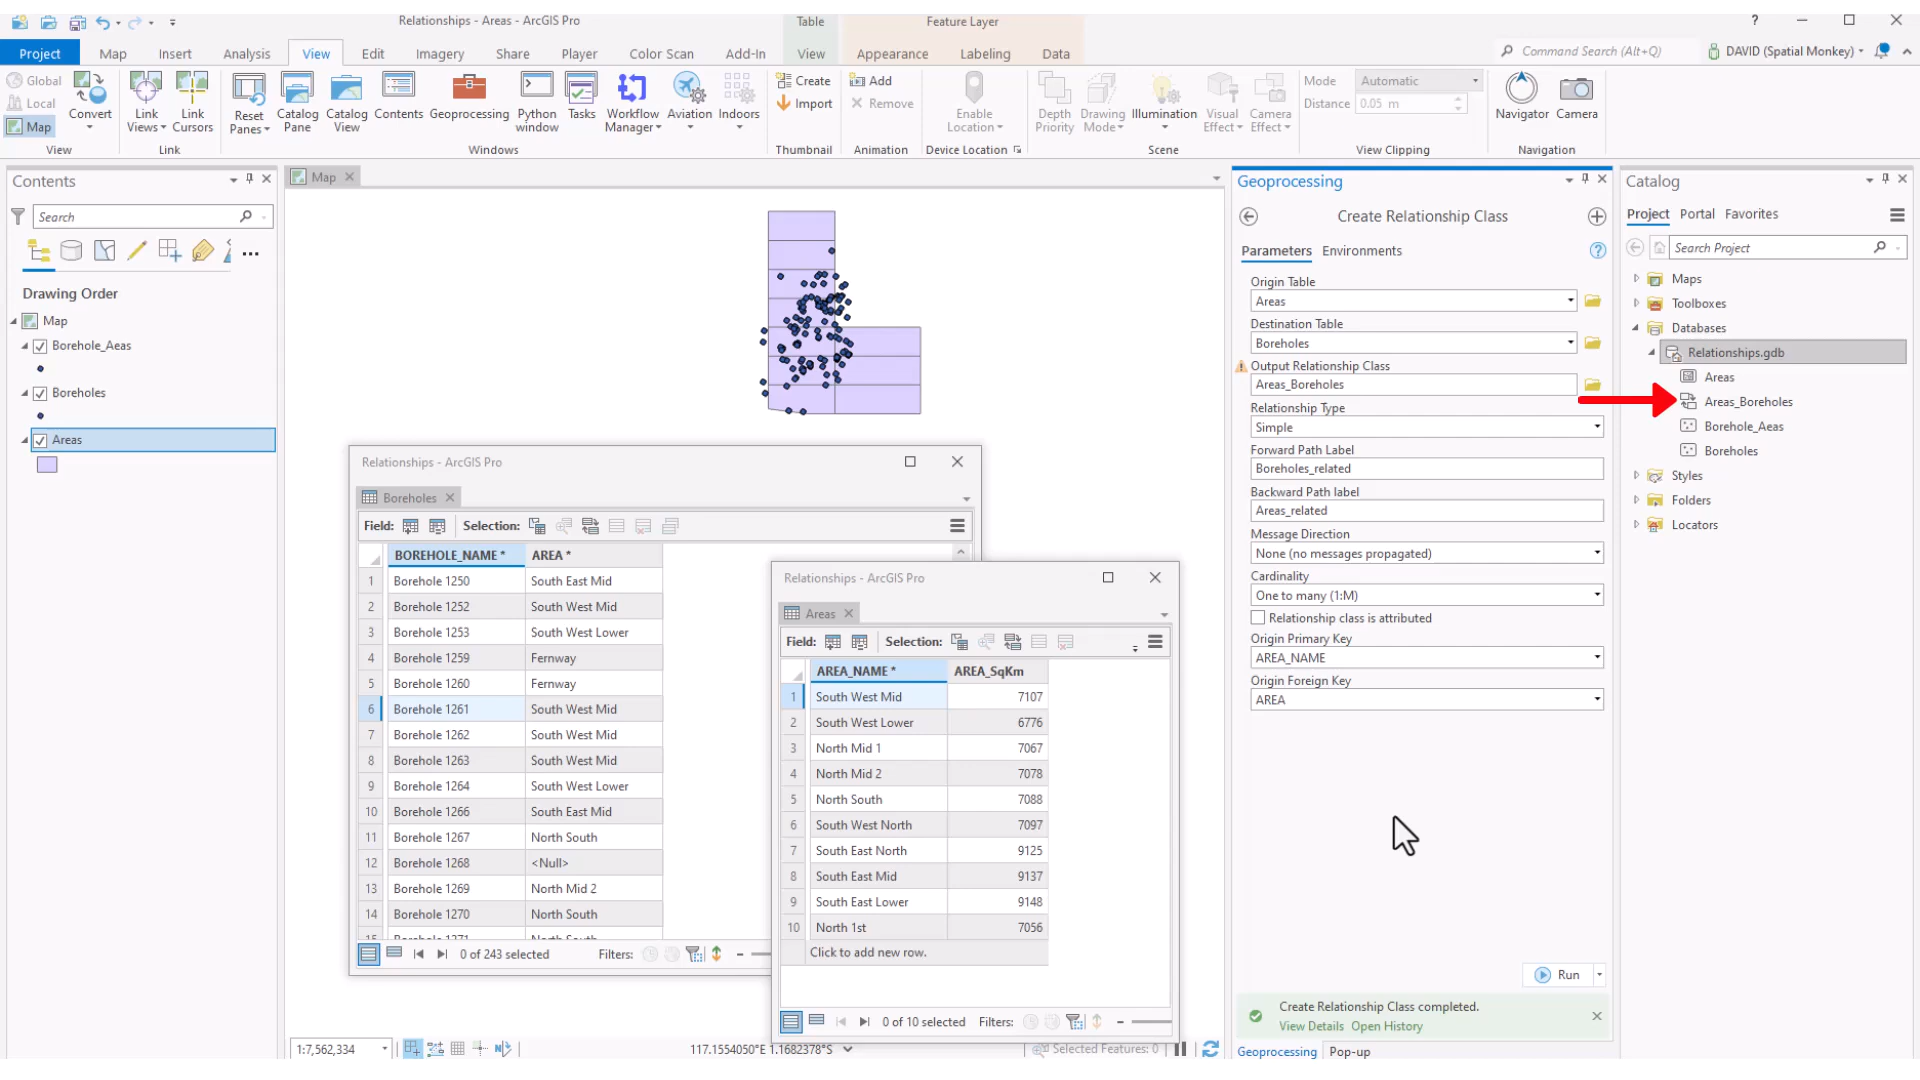 Relationships - Areas - ArcGIS Pro
Table
Feature Layer
?
Project
Map
Insert
Analysis
View
Edit
Imagery
Share
Player
Color Scan
Add-In
View
Appearance
Labeling
Data
Command Search (Alt+Q)
DAVID (Spatial Monkey)
Global
Local
Map
Convert
Link Views
Link Cursors
Reset Panes
Catalog Pane
Catalog View
Contents
Geoprocessing
Python window
Tasks
Workflow Manager
Aviation
Indoors
Create
Import
Add
Remove
Enable Location
Depth Priority
Drawing Mode
Illumination
Visual Effect
Camera Effect
Mode
Automatic
Distance
0.05 m
Navigator
Camera
View
Link
Windows
Thumbnail
Animation
Device Location
Scene
View Clipping
Navigation
Contents
Search
Drawing Order
Map
Borehole_Aeas
Boreholes
Areas
Map
Relationships - ArcGIS Pro
Boreholes
Field:
Selection:
BOREHOLE_NAME *
AREA *
1 Borehole 1250 South East Mid
2 Borehole 1252 South West Mid
3 Borehole 1253 South West Lower
4 Borehole 1259 Fernway
5 Borehole 1260 Fernway
6 Borehole 1261 South West Mid
7 Borehole 1262 South West Mid
8 Borehole 1263 South West Mid
9 Borehole 1264 South West Lower
10 Borehole 1266 South East Mid
11 Borehole 1267 North South
12 Borehole 1268 <Null>
13 Borehole 1269 North Mid 2
14 Borehole 1270 North South
15 Borehole 1271 North South
0 of 243 selected
Filters:
Relationships - ArcGIS Pro
Areas
Field:
Selection:
AREA_NAME *
AREA_SqKm
1 South West Mid 7107
2 South West Lower 6776
3 North Mid 1 7067
4 North Mid 2 7078
5 North South 7088
6 South West North 7097
7 South East North 9125
8 South East Mid 9137
9 South East Lower 9148
10 North 1st 7056
Click to add new row.
0 of 10 selected
Filters:
1:7,562,334
117.1554050°E 1.1682378°S
Selected Features: 0
Geoprocessing
Create Relationship Class
Parameters
Environments
?
Origin Table
Areas
Destination Table
Boreholes
Output Relationship Class
Areas_Boreholes
Relationship Type
Simple
Forward Path Label
Boreholes_related
Backward Path label
Areas_related
Message Direction
None (no messages propagated)
Cardinality
One to many (1:M)
Relationship class is attributed
Origin Primary Key
AREA_NAME
Origin Foreign Key
AREA
Run
Create Relationship Class completed.
View Details Open History
Geoprocessing
Pop-up
Catalog
Project
Portal
Favorites
Search Project
Maps
Toolboxes
Databases
Relationships.gdb
Areas
Areas_Boreholes
Borehole_Aeas
Boreholes
Styles
Folders
Locators